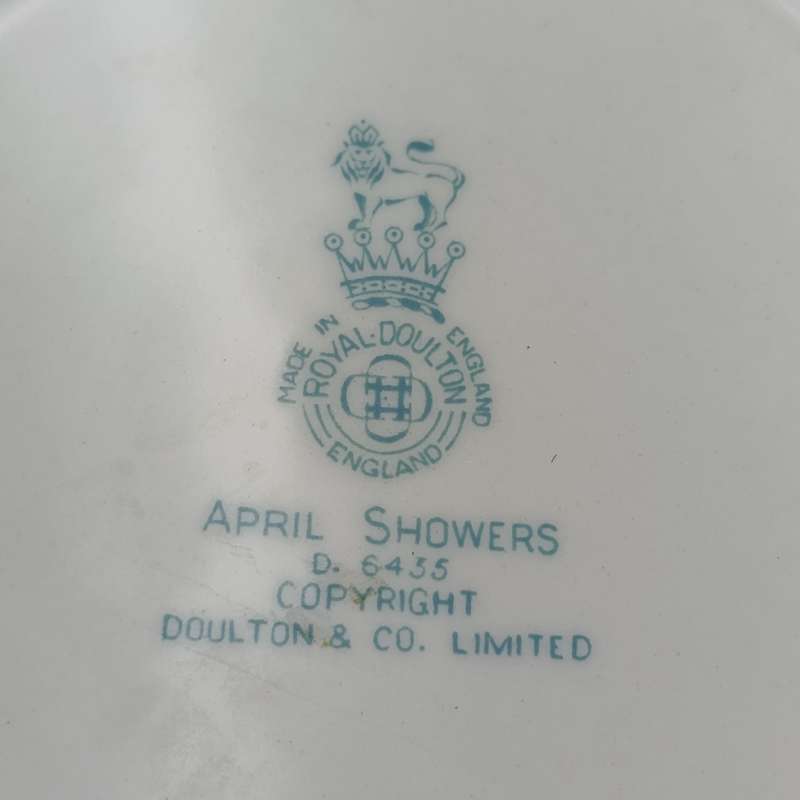 MADE IN ENGLAND
ROYAL·DOULTON
ENGLAND
APRIL SHOWERS
D. 6435
COPYRIGHT
DOULTON & CO. LIMITED